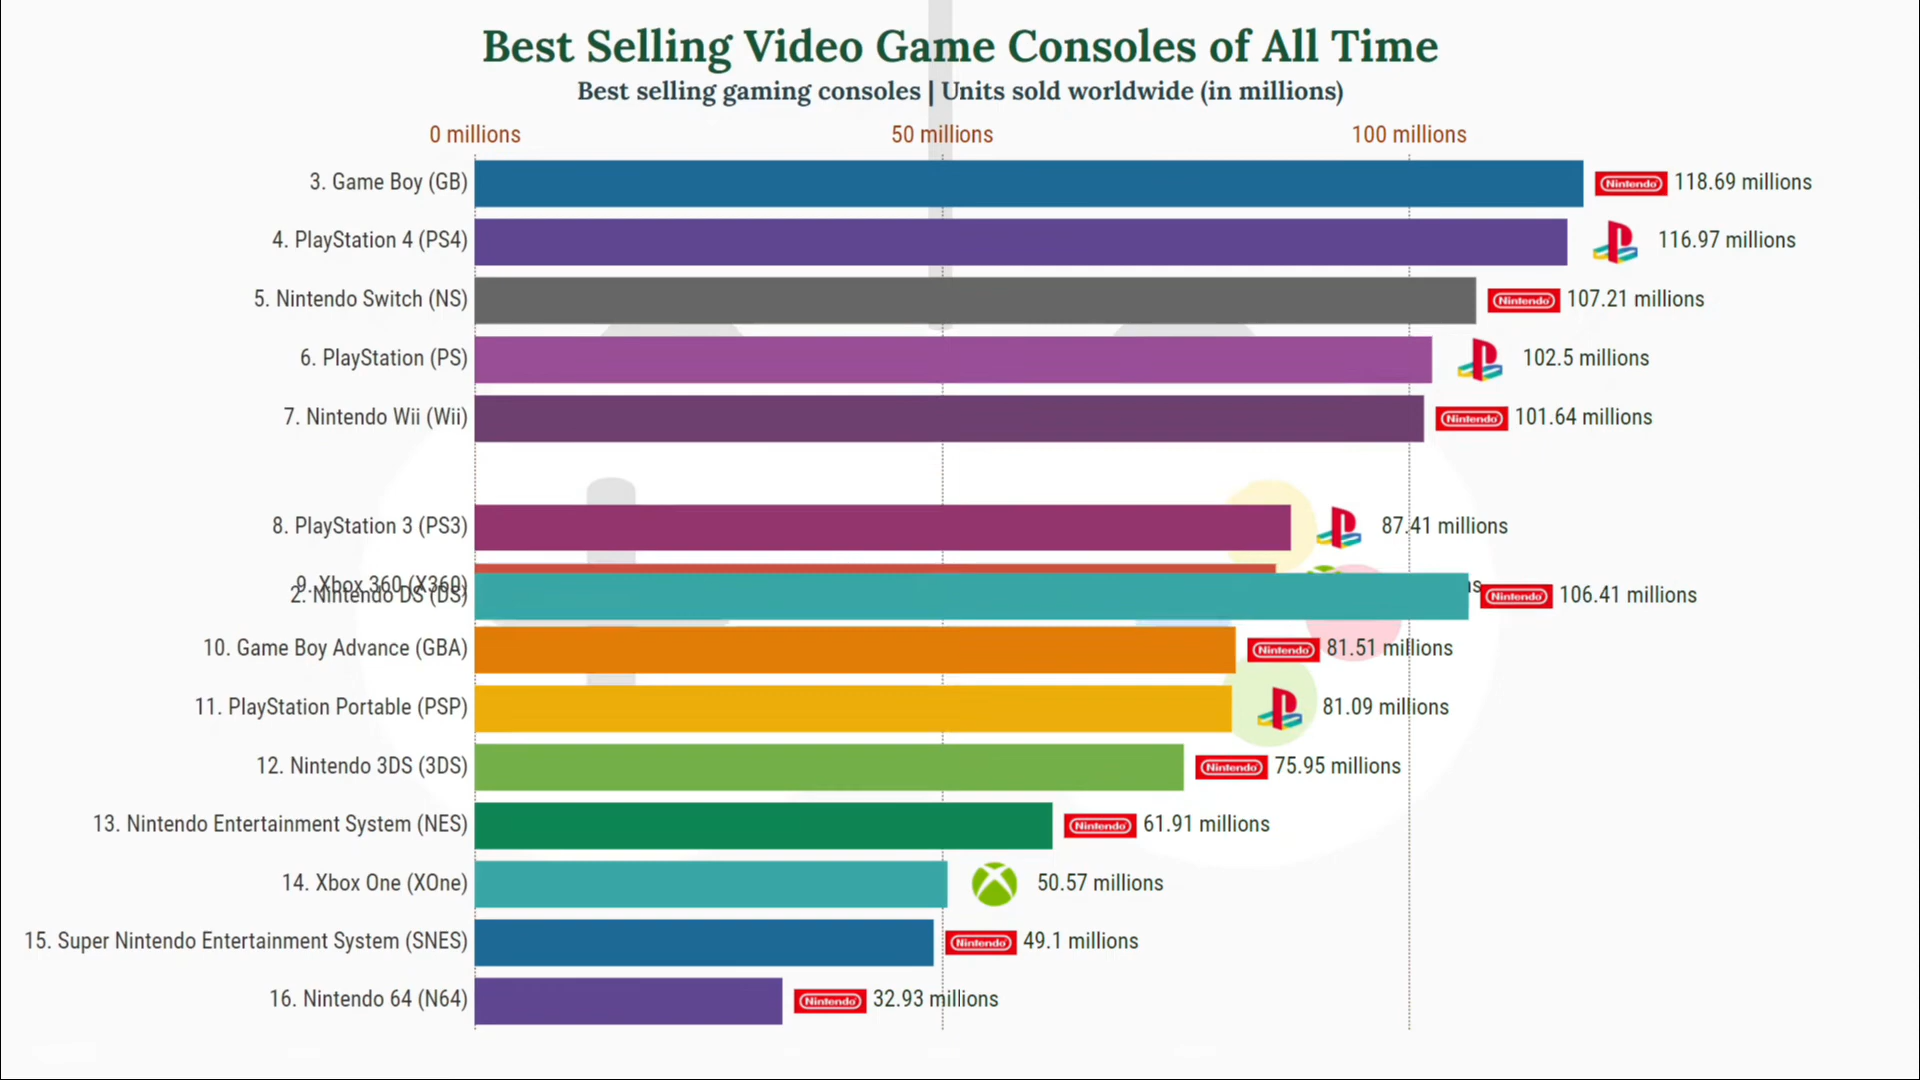 Best Selling Video Game Consoles of All Time
Best selling gaming consoles | Units sold worldwide (in millions)
0 millions 50 millions 100 millions
3. Game Boy (GB) Nintendo 118.69 millions
4. PlayStation 4 (PS4) 116.97 millions
5. Nintendo Switch (NS) Nintendo 107.21 millions
6. PlayStation (PS) 102.5 millions
7. Nintendo Wii (Wii) Nintendo 101.64 millions
8. PlayStation 3 (PS3) 87.41 millions
9. Xbox 360 (X360)
2. Nintendo DS (DS) Nintendo 106.41 millions
10. Game Boy Advance (GBA) Nintendo 81.51 millions
11. PlayStation Portable (PSP) 81.09 millions
12. Nintendo 3DS (3DS) Nintendo 75.95 millions
13. Nintendo Entertainment System (NES) Nintendo 61.91 millions
14. Xbox One (XOne) 50.57 millions
15. Super Nintendo Entertainment System (SNES) Nintendo 49.1 millions
16. Nintendo 64 (N64) Nintendo 32.93 millions